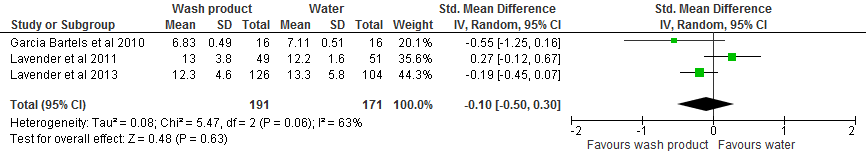 Wash product Water Std. Mean Difference Std. Mean Difference
Study or Subgroup Mean SD Total Mean SD Total Weight IV, Random, 95% CI IV, Random, 95% CI
Garcia Bartels et al 2010 6.83 0.49 16 7.11 0.51 16 20.1% -0.55 [-1.25, 0.16]
Lavender et al 2011 13 3.8 49 12.2 1.6 51 35.6% 0.27 [-0.12, 0.67]
Lavender et al 2013 12.3 4.6 126 13.3 5.8 104 44.3% -0.19 [-0.45, 0.07]
Total (95% CI) 191 171 100.0% -0.10 [-0.50, 0.30]
Heterogeneity: Tau² = 0.08; Chi² = 5.47, df = 2 (P = 0.06); I² = 63%
Test for overall effect: Z = 0.48 (P = 0.63)
-2 -1 0 1 2
Favours wash product Favours water